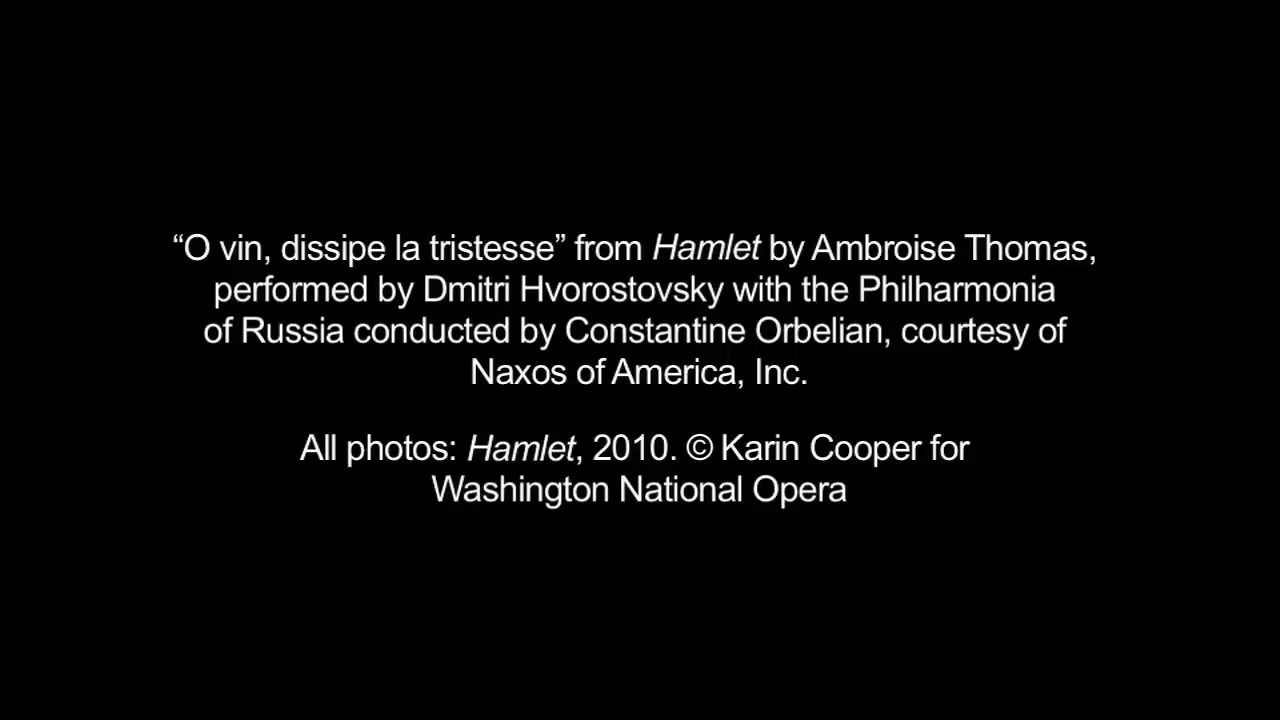 “O vin, dissipe la tristesse” from Hamlet by Ambroise Thomas,
performed by Dmitri Hvorostovsky with the Philharmonia
of Russia conducted by Constantine Orbelian, courtesy of
Naxos of America, Inc.
All photos: Hamlet, 2010. © Karin Cooper for
Washington National Opera